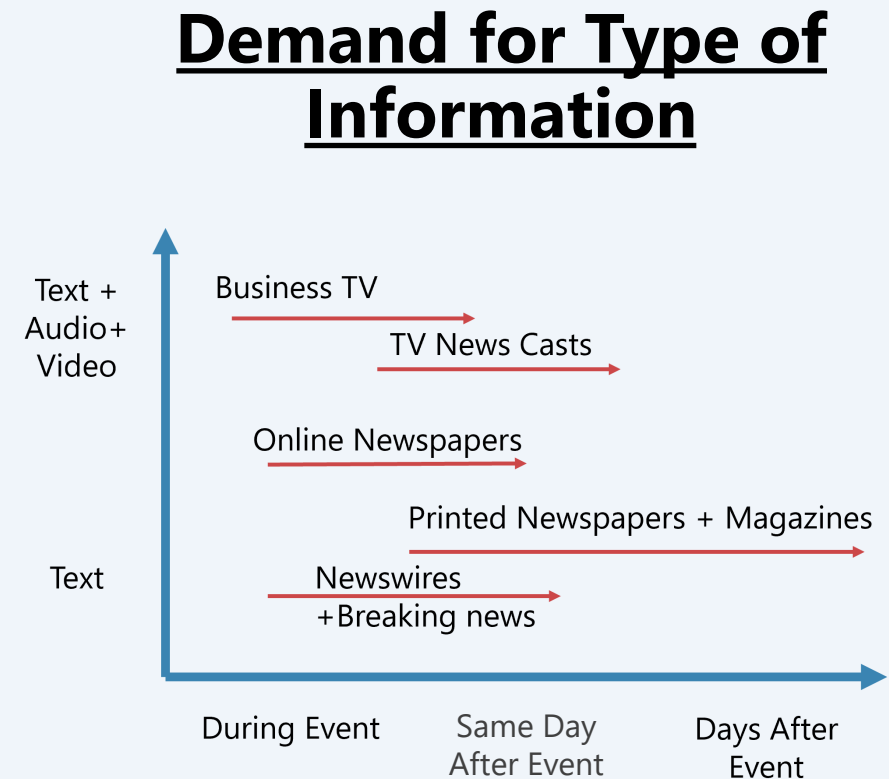 Demand for Type of
Information
Text +
Audio+
Video
Business TV
TV News Casts
Online Newspapers
Printed Newspapers + Magazines
Text
Newswires
+Breaking news
During Event
Same Day
After Event
Days After
Event